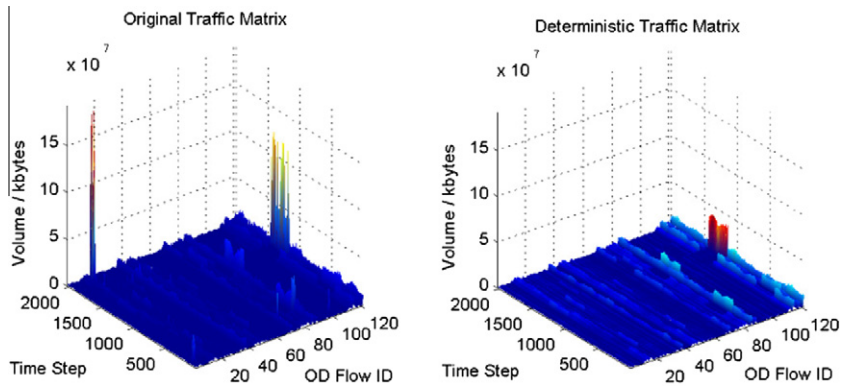 Original Traffic Matrix
x 10^7
15
10
5
0
Volume / kbytes
2000
1500
1000
500
Time Step
20
40
60
80
100
120
OD Flow ID
Deterministic Traffic Matrix
x 10^7
15
10
5
0
Volume / kbytes
2000
1500
1000
500
Time Step
20
40
60
80
100
120
OD Flow ID